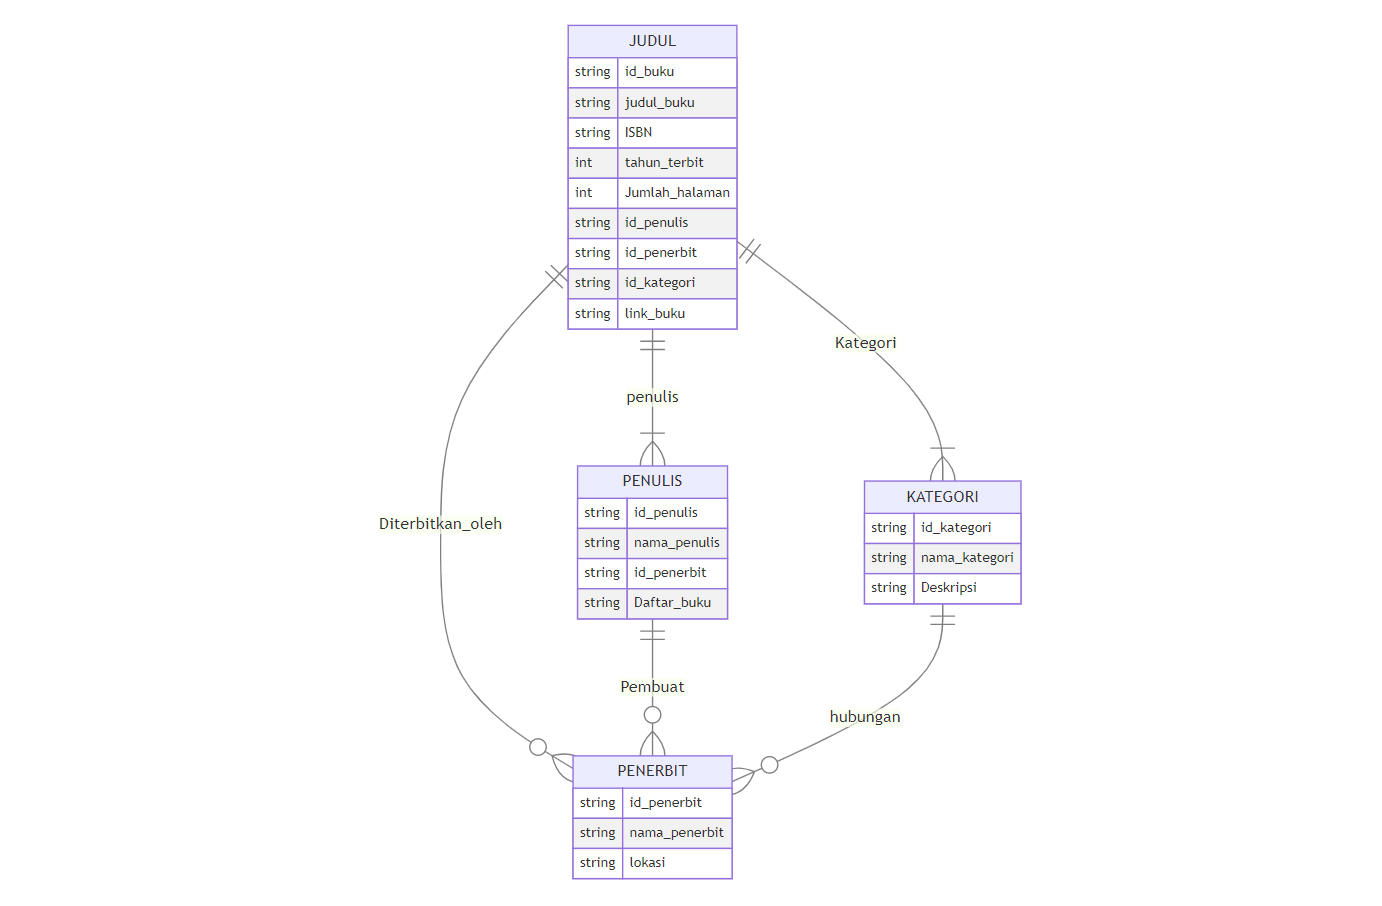 JUDUL
string id_buku
string judul_buku
string ISBN
int tahun_terbit
int Jumlah_halaman
string id_penulis
string id_penerbit
string id_kategori
string link_buku
Kategori
penulis
Diterbitkan_oleh
PENULIS
string id_penulis
string nama_penulis
string id_penerbit
string Daftar_buku
KATEGORI
string id_kategori
string nama_kategori
string Deskripsi
Pembuat
hubungan
PENERBIT
string id_penerbit
string nama_penerbit
string lokasi